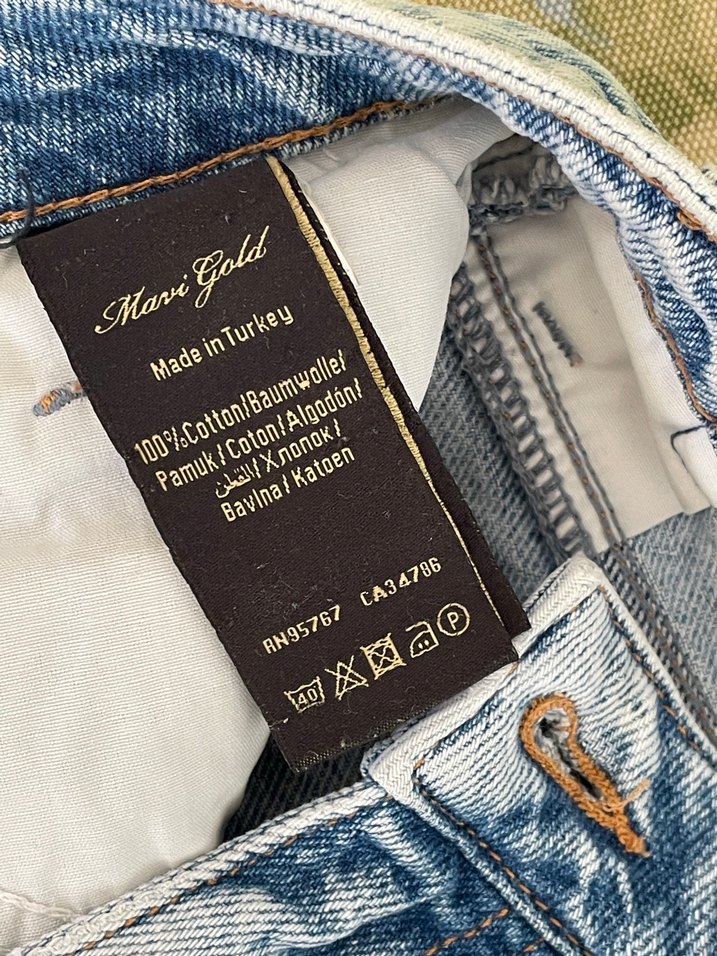 Mavi Gold
Made in Turkey
100%Cotton/Baumwolle/
Pamuk/Coton/Algodón/
القطن/Хлопок/
Bavlna/Katoen
RN95767 CA34786
40 P